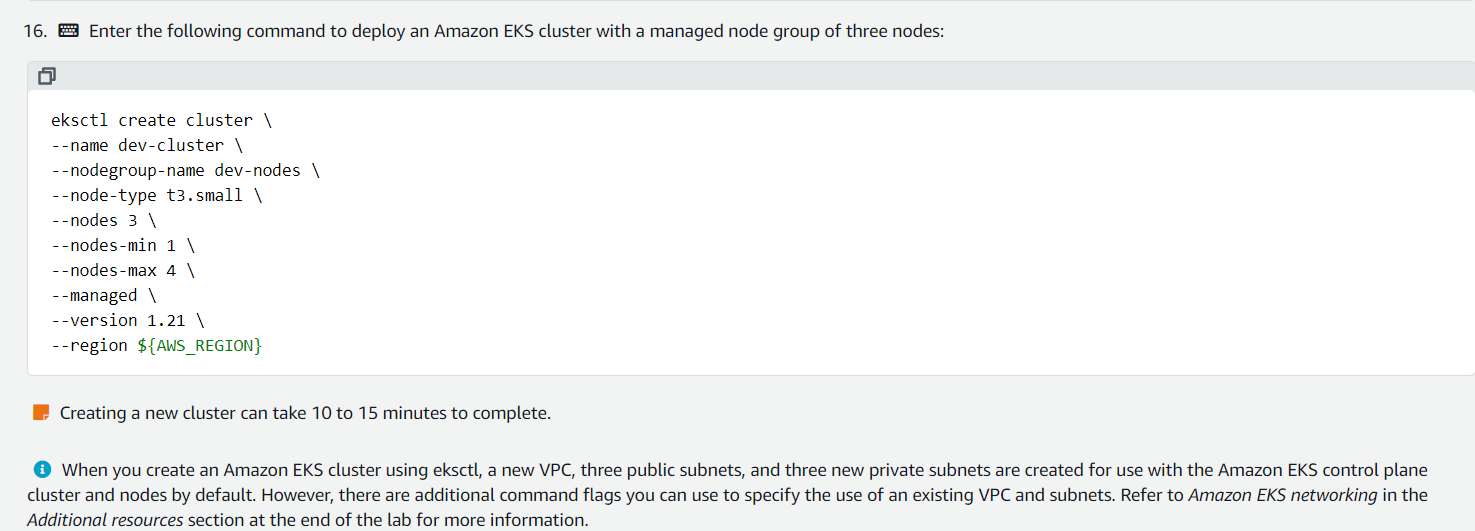 16. Enter the following command to deploy an Amazon EKS cluster with a managed node group of three nodes:
eksctl create cluster \
--name dev-cluster \
--nodegroup-name dev-nodes \
--node-type t3.small \
--nodes 3 \
--nodes-min 1 \
--nodes-max 4 \
--managed \
--version 1.21 \
--region ${AWS_REGION}
Creating a new cluster can take 10 to 15 minutes to complete.
When you create an Amazon EKS cluster using eksctl, a new VPC, three public subnets, and three new private subnets are created for use with the Amazon EKS control plane
cluster and nodes by default. However, there are additional command flags you can use to specify the use of an existing VPC and subnets. Refer to Amazon EKS networking in the
Additional resources section at the end of the lab for more information.